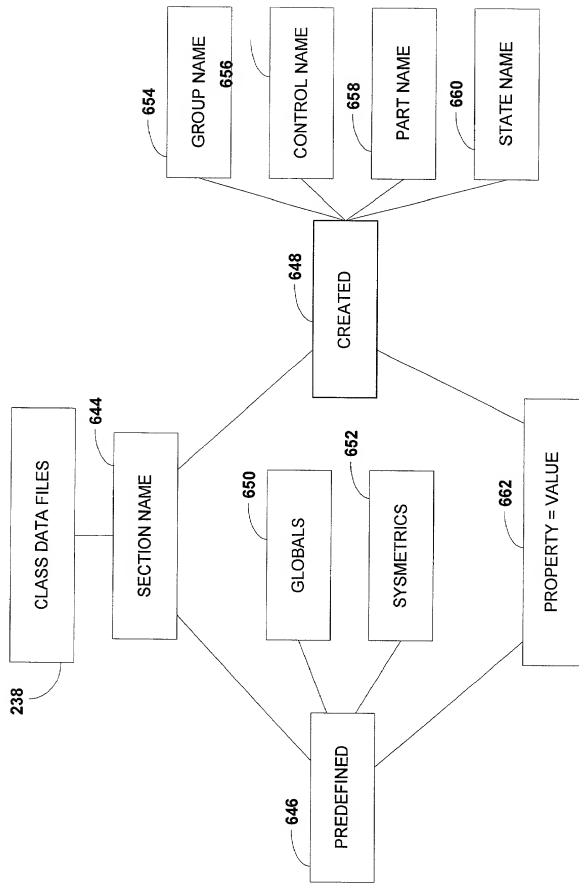 CLASS DATA FILES
238
644
SECTION NAME
646
PREDEFINED
650
GLOBALS
652
SYSMETRICS
648
CREATED
654
GROUP NAME
656
CONTROL NAME
658
PART NAME
660
STATE NAME
662
PROPERTY = VALUE